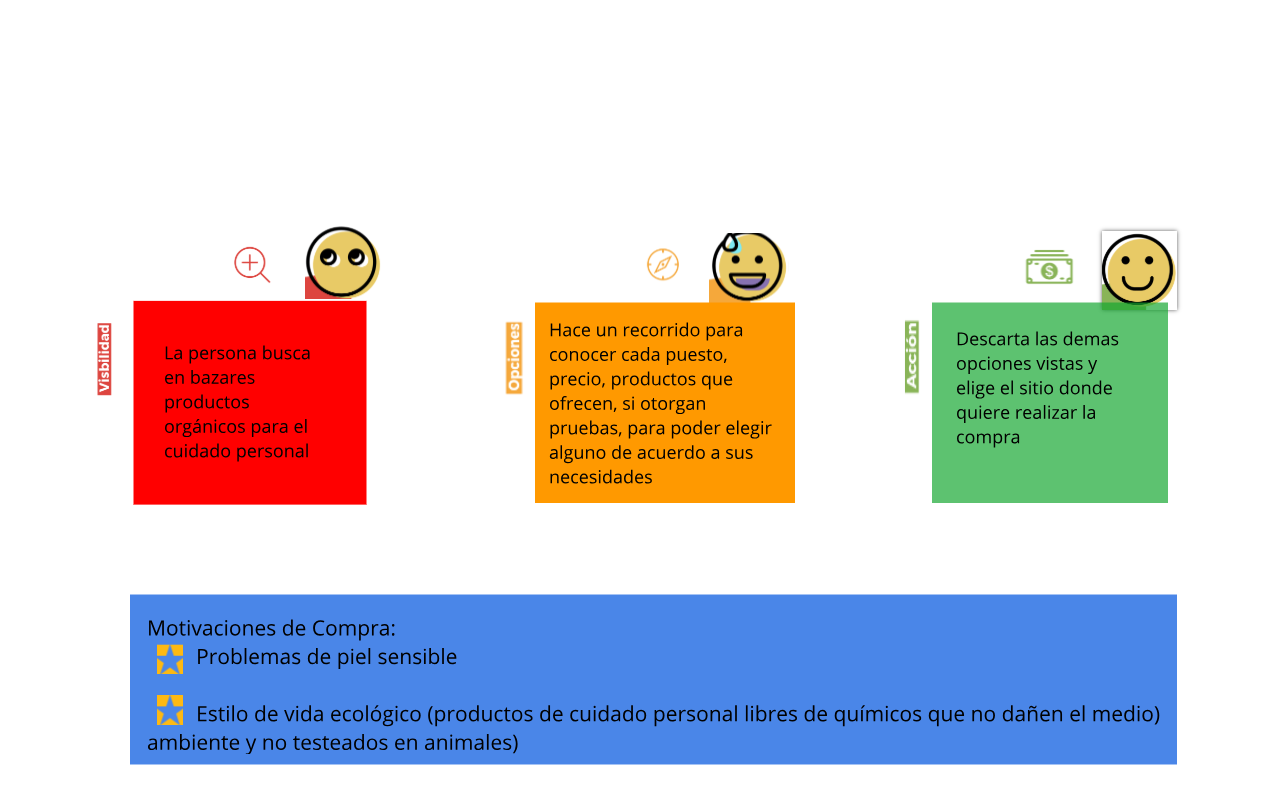 Visbilidad
La persona busca
en bazares
productos
orgánicos para el
cuidado personal
Opciones
Hace un recorrido para
conocer cada puesto,
precio, productos que
ofrecen, si otorgan
pruebas, para poder elegir
alguno de acuerdo a sus
necesidades
Acción
Descarta las demas
opciones vistas y
elige el sitio donde
quiere realizar la
compra
Motivaciones de Compra:
Problemas de piel sensible
Estilo de vida ecológico (productos de cuidado personal libres de químicos que no dañen el medio)
ambiente y no testeados en animales)